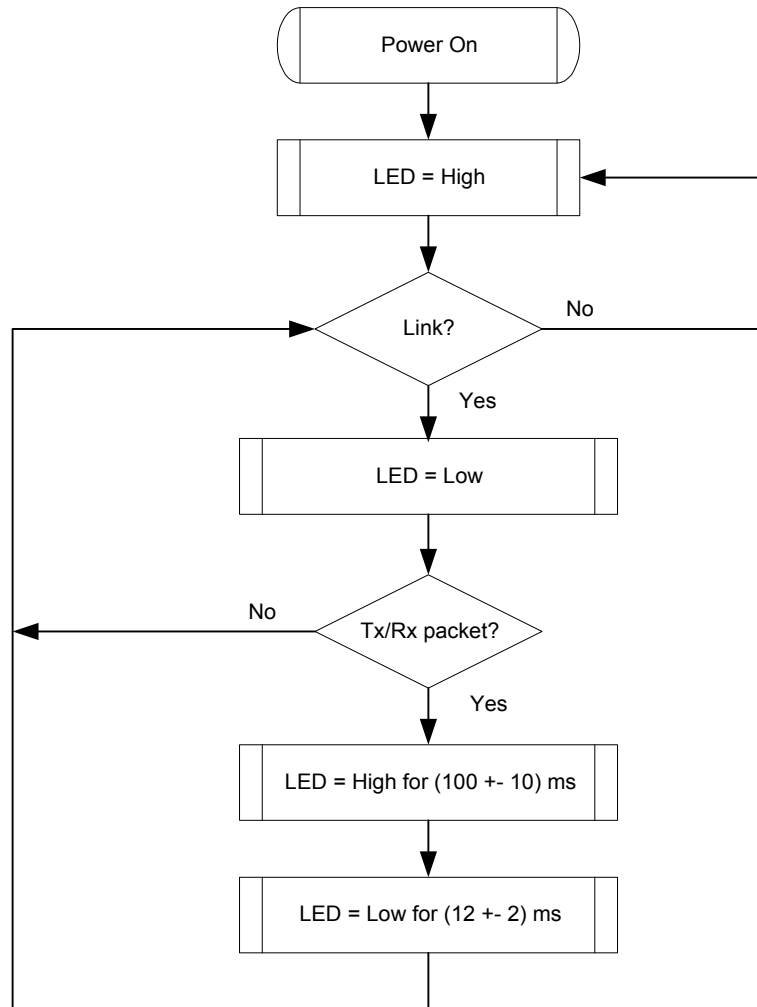 Power On
LED = High
Link?
No
Yes
LED = Low
No
Tx/Rx packet?
Yes
LED = High for (100 +- 10) ms
LED = Low for (12 +- 2) ms